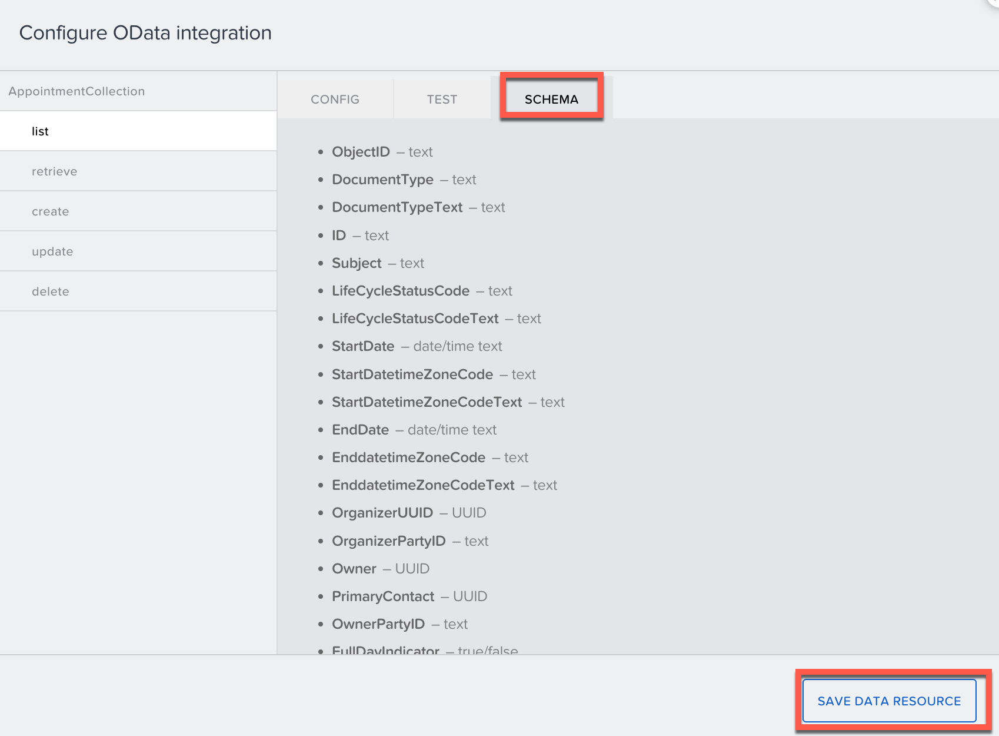 Configure OData integration
AppointmentCollection
list
retrieve
create
update
delete
CONFIG
TEST
SCHEMA
ObjectID – text
DocumentType – text
DocumentTypeText – text
ID – text
Subject – text
LifeCycleStatusCode – text
LifeCycleStatusCodeText – text
StartDate – date/time text
StartDatetimeZoneCode – text
StartDatetimeZoneCodeText – text
EndDate – date/time text
EnddatetimeZoneCode – text
EnddatetimeZoneCodeText – text
OrganizerUUID – UUID
OrganizerPartyID – text
Owner – UUID
PrimaryContact – UUID
OwnerPartyID – text
FullDayIndicator – true/false
SAVE DATA RESOURCE